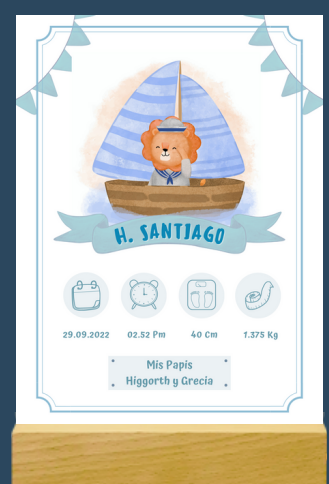 H. SANTIAGO
29.09.2022 02.52 Pm 40 Cm 1.375 Kg
Mis Papis
Higgorth y Grecia